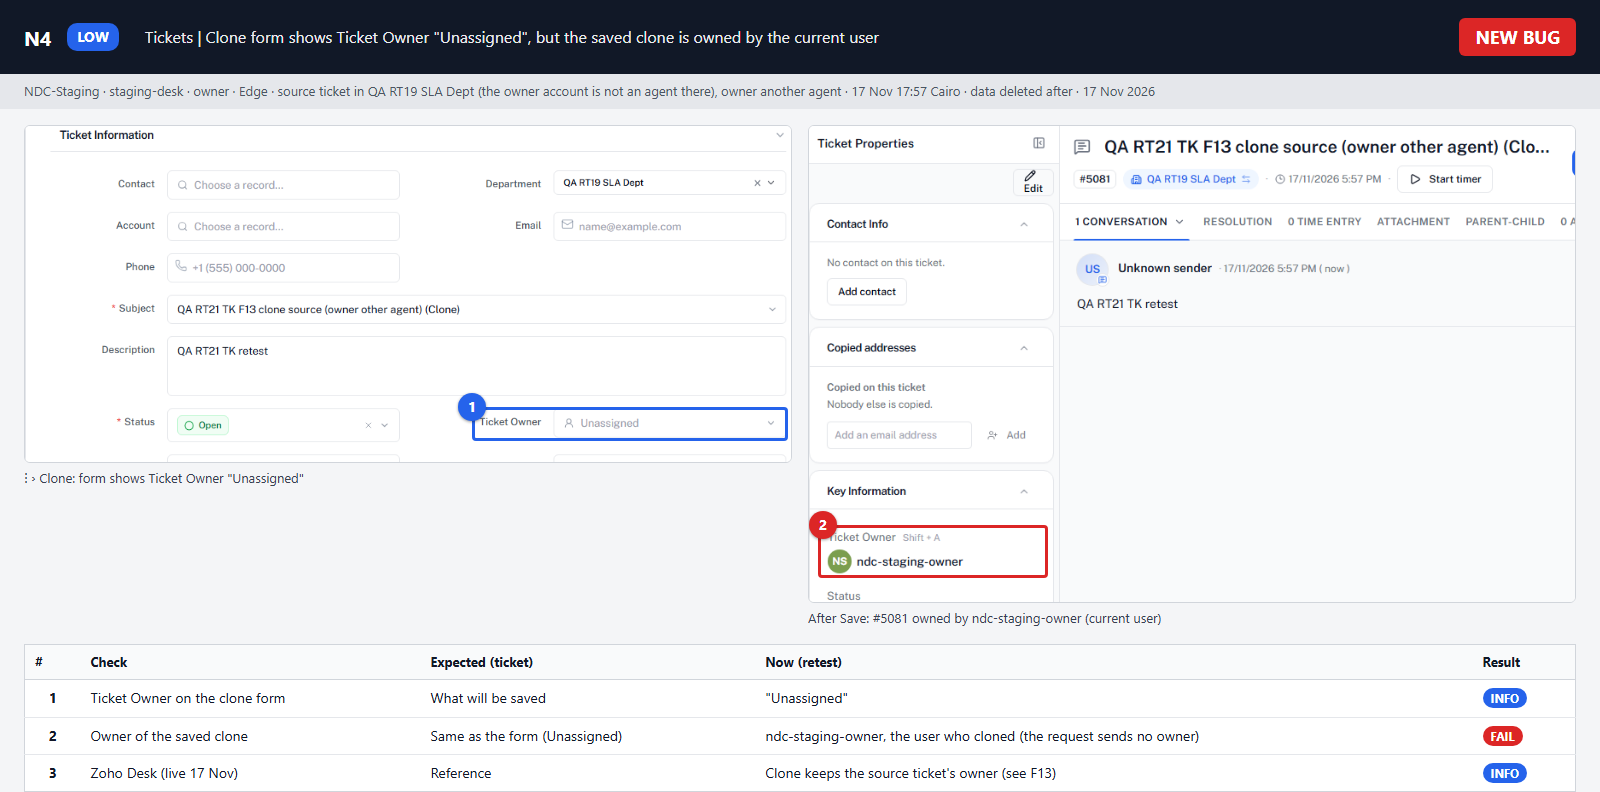 N4 LOW Tickets | Clone form shows Ticket Owner "Unassigned", but the saved clone is owned by the current user NEW BUG
NDC-Staging · staging-desk · owner · Edge · source ticket in QA RT19 SLA Dept (the owner account is not an agent there), owner another agent · 17 Nov 17:57 Cairo · data deleted after · 17 Nov 2026
Ticket Information
Contact Choose a record... Department QA RT19 SLA Dept
Account Choose a record... Email name@example.com
Phone +1 (555) 000-0000
* Subject QA RT21 TK F13 clone source (owner other agent) (Clone)
Description QA RT21 TK retest
* Status Open 1 Ticket Owner Unassigned
⋮ › Clone: form shows Ticket Owner "Unassigned"
Ticket Properties
Edit
Contact Info
No contact on this ticket.
Add contact
Copied addresses
Copied on this ticket
Nobody else is copied.
Add an email address Add
Key Information
2
Ticket Owner Shift + A
NS ndc-staging-owner
Status
QA RT21 TK F13 clone source (owner other agent) (Clo...
#5081 QA RT19 SLA Dept · 17/11/2026 5:57 PM · Start timer
1 CONVERSATION RESOLUTION 0 TIME ENTRY ATTACHMENT PARENT-CHILD 0 A
US Unknown sender · 17/11/2026 5:57 PM ( now )
QA RT21 TK retest
After Save: #5081 owned by ndc-staging-owner (current user)
# Check Expected (ticket) Now (retest) Result
1 Ticket Owner on the clone form What will be saved "Unassigned" INFO
2 Owner of the saved clone Same as the form (Unassigned) ndc-staging-owner, the user who cloned (the request sends no owner) FAIL
3 Zoho Desk (live 17 Nov) Reference Clone keeps the source ticket's owner (see F13) INFO